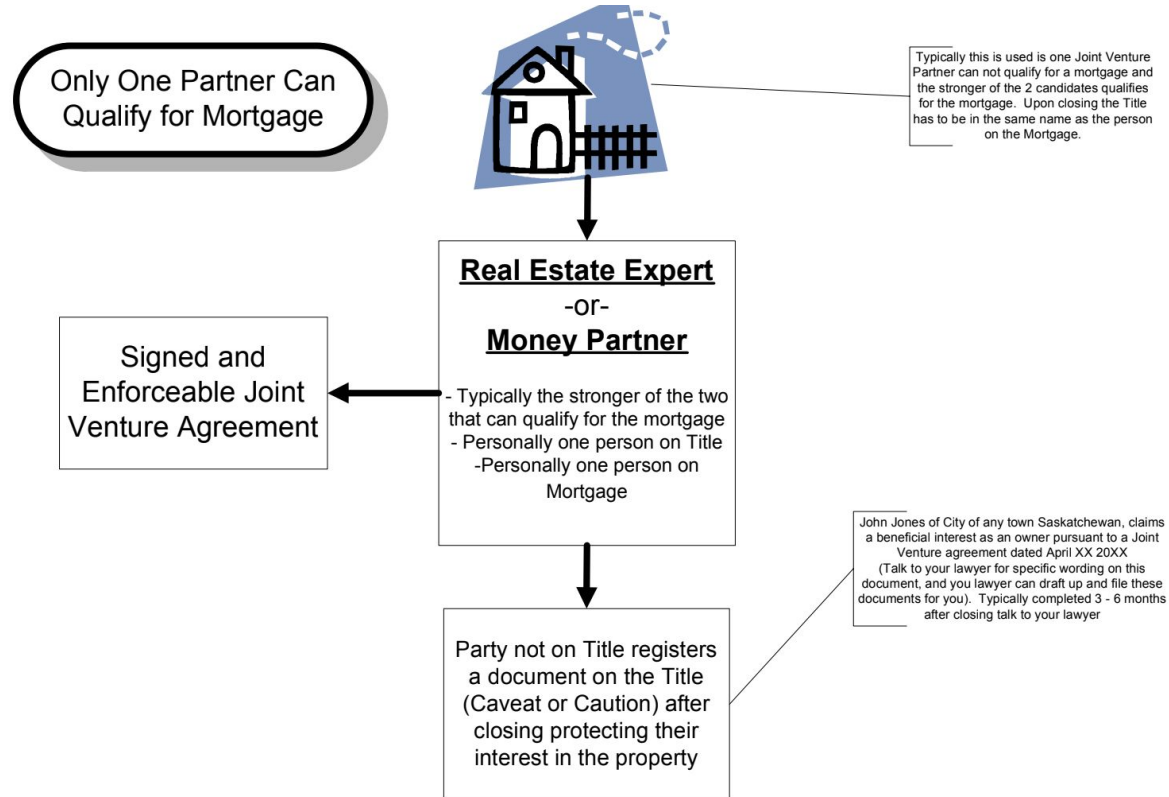 Only One Partner Can
Qualify for Mortgage
Typically this is used is one Joint Venture
Partner can not qualify for a mortgage and
the stronger of the 2 candidates qualifies
for the mortgage.  Upon closing the Title
has to be in the same name as the person
on the Mortgage.
Real Estate Expert
-or-
Money Partner
- Typically the stronger of the two
that can qualify for the mortgage
- Personally one person on Title
-Personally one person on
Mortgage
Signed and
Enforceable Joint
Venture Agreement
John Jones of City of any town Saskatchewan, claims
a beneficial interest as an owner pursuant to a Joint
Venture agreement dated April XX 20XX
(Talk to your lawyer for specific wording on this
document, and you lawyer can draft up and file these
documents for you).  Typically completed 3 - 6 months
after closing talk to your lawyer
Party not on Title registers
a document on the Title
(Caveat or Caution) after
closing protecting their
interest in the property